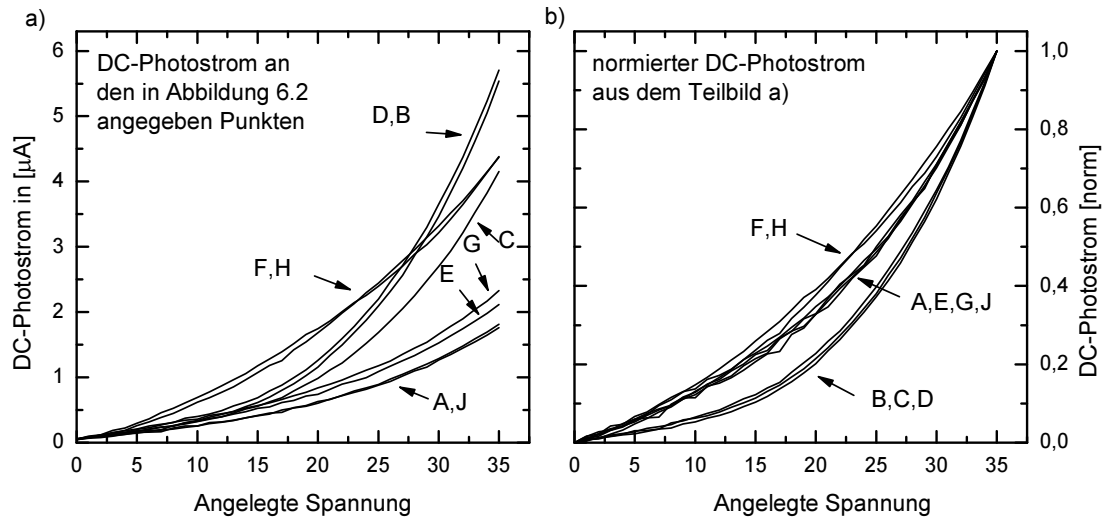 a)
DC-Photostrom an
den in Abbildung 6.2
angegeben Punkten
D,B
G
C
E
F,H
A,J
6
5
4
3
2
1
0
DC-Photostrom in [µA]
0 5 10 15 20 25 30 35
Angelegte Spannung
b)
normierter DC-Photostrom
aus dem Teilbild a)
F,H
A,E,G,J
B,C,D
1,0
0,8
0,6
0,4
0,2
0,0
DC-Photostrom [norm]
0 5 10 15 20 25 30 35
Angelegte Spannung